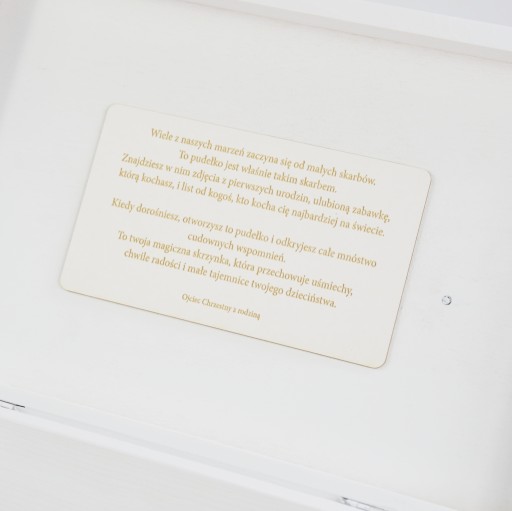 Wiele z naszych marzeń zaczyna się od małych skarbów.
To pudełko jest właśnie takim skarbem.
Znajdziesz w nim zdjęcia z pierwszych urodzin, ulubioną zabawkę,
którą kochasz, i list od kogoś, kto kocha cię najbardziej na świecie.
Kiedy dorośniesz, otworzysz to pudełko i odkryjesz całe mnóstwo
cudownych wspomnień.
To twoja magiczna skrzynka, która przechowuje uśmiechy,
chwile radości i małe tajemnice twojego dzieciństwa.
Ojciec Chrzestny z rodziną